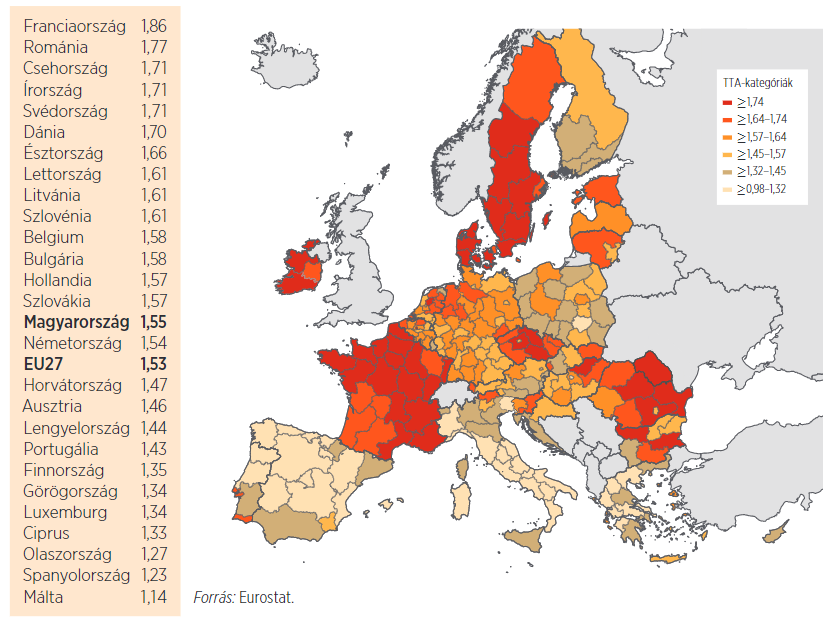 Franciaország 1,86
Románia 1,77
Csehország 1,71
Írország 1,71
Svédország 1,71
Dánia 1,70
Észtország 1,66
Lettország 1,61
Litvánia 1,61
Szlovénia 1,61
Belgium 1,58
Bulgária 1,58
Hollandia 1,57
Szlovákia 1,57
Magyarország 1,55
Németország 1,54
EU27 1,53
Horvátország 1,47
Ausztria 1,46
Lengyelország 1,44
Portugália 1,43
Finnország 1,35
Görögország 1,34
Luxemburg 1,34
Ciprus 1,33
Olaszország 1,27
Spanyolország 1,23
Málta 1,14
TTA-kategóriák
≥1,74
≥1,64–1,74
≥1,57–1,64
≥1,45–1,57
≥1,32–1,45
≥0,98–1,32
Forrás: Eurostat.